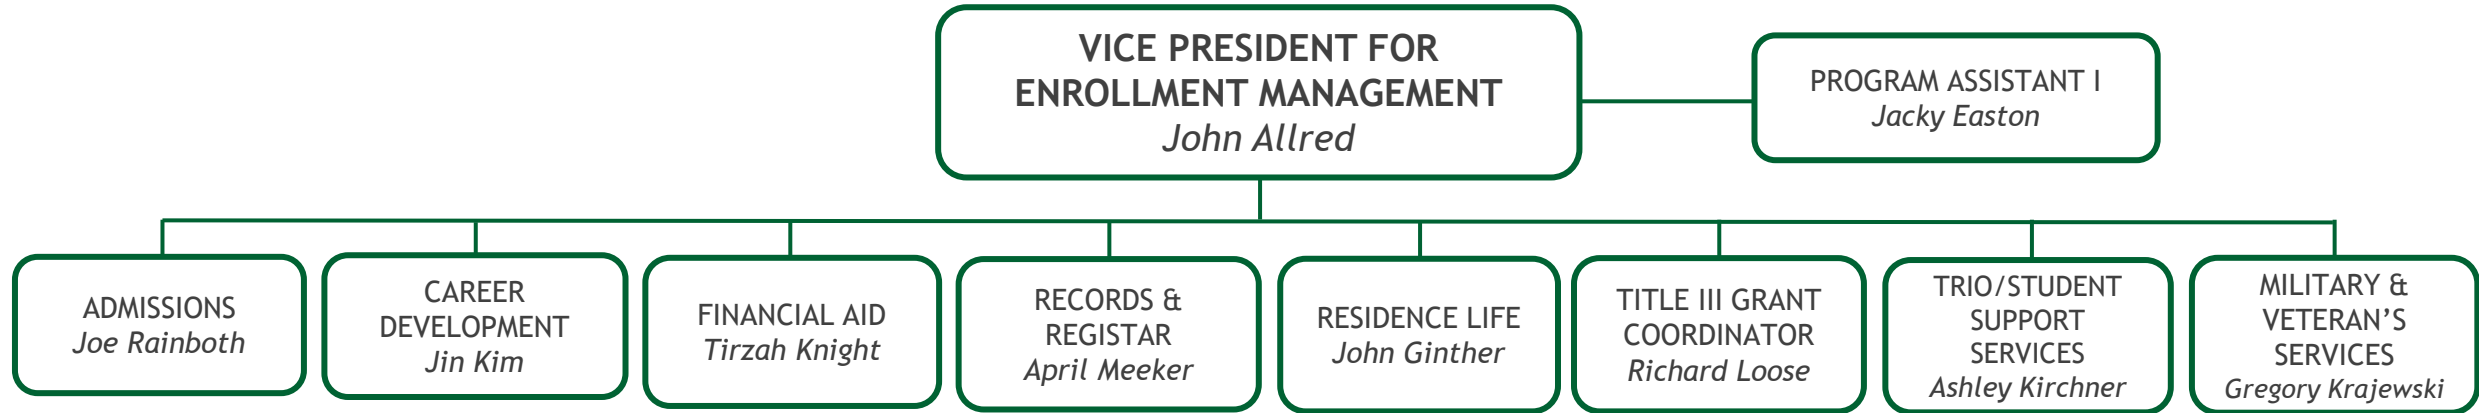 VICE PRESIDENT FOR
ENROLLMENT MANAGEMENT
John Allred
PROGRAM ASSISTANT I
Jacky Easton
ADMISSIONS
Joe Rainboth
CAREER
DEVELOPMENT
Jin Kim
FINANCIAL AID
Tirzah Knight
RECORDS &
REGISTAR
April Meeker
RESIDENCE LIFE
John Ginther
TITLE III GRANT
COORDINATOR
Richard Loose
TRIO/STUDENT
SUPPORT
SERVICES
Ashley Kirchner
MILITARY &
VETERAN’S
SERVICES
Gregory Krajewski